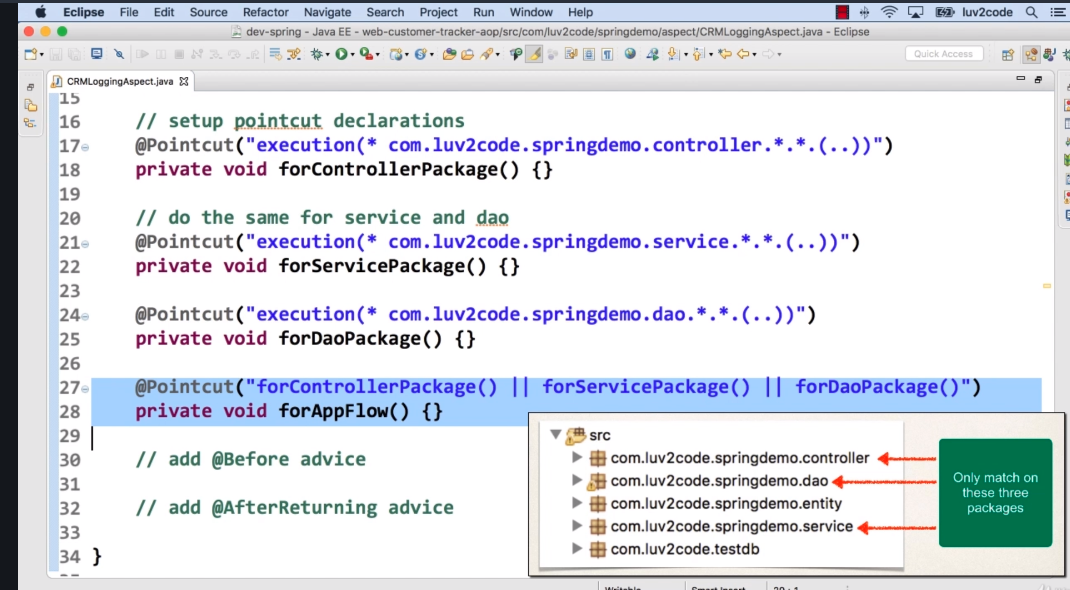 Eclipse File Edit Source Refactor Navigate Search Project Run Window Help luv2code
dev-spring - Java EE - web-customer-tracker-aop/src/com/luv2code/springdemo/aspect/CRMLoggingAspect.java - Eclipse
Quick Access
CRMLoggingAspect.java
15
16 // setup pointcut declarations
17 @Pointcut("execution(* com.luv2code.springdemo.controller.*.*.(..))")
18 private void forControllerPackage() {}
19
20 // do the same for service and dao
21 @Pointcut("execution(* com.luv2code.springdemo.service.*.*.(..))")
22 private void forServicePackage() {}
23
24 @Pointcut("execution(* com.luv2code.springdemo.dao.*.*.(..))")
25 private void forDaoPackage() {}
26
27 @Pointcut("forControllerPackage() || forServicePackage() || forDaoPackage()")
28 private void forAppFlow() {}
29
30 // add @Before advice
31
32 // add @AfterReturning advice
33
34 }
src
com.luv2code.springdemo.controller
com.luv2code.springdemo.dao
com.luv2code.springdemo.entity
com.luv2code.springdemo.service
com.luv2code.testdb
Only match on
these three
packages
Writable Smart Insert 29 : 1